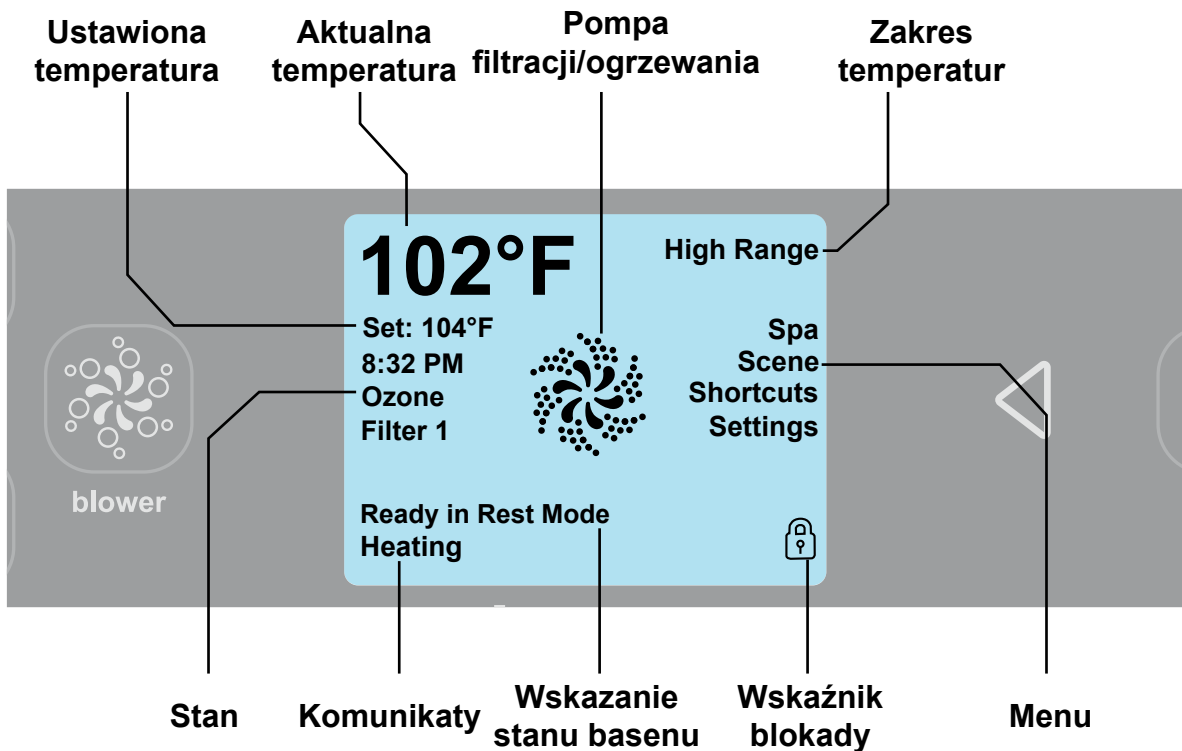 Ustawiona
temperatura
Aktualna
temperatura
Pompa
filtracji/ogrzewania
Zakres
temperatur
102°F
High Range
Set: 104°F
8:32 PM
Ozone
Filter 1
Spa
Scene
Shortcuts
Settings
blower
Ready in Rest Mode
Heating
Stan
Komunikaty
Wskazanie
stanu basenu
Wskaźnik
blokady
Menu